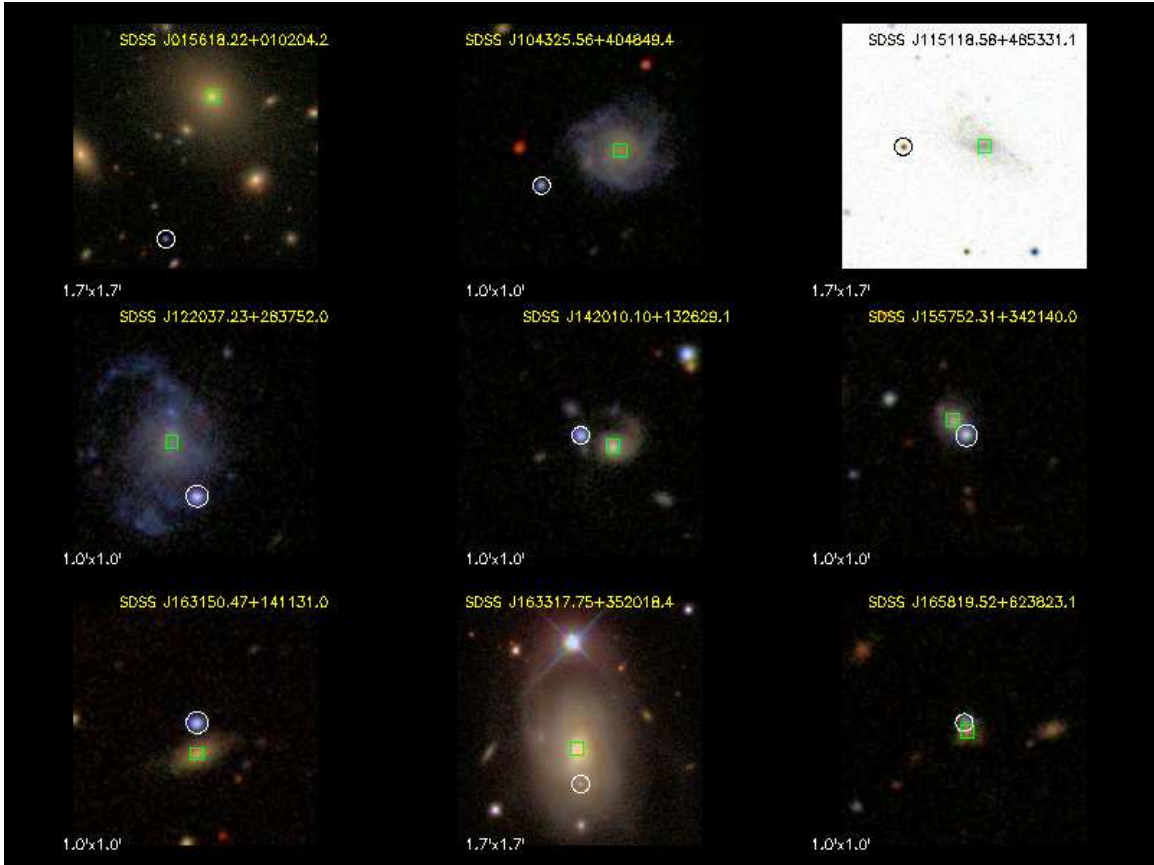 SDSS J015618.22+010204.2
SDSS J104325.56+404849.4
SDSS J115118.56+465331.1
1.7'x1.7'
1.0'x1.0'
1.7'x1.7'
SDSS J122037.23+283752.0
SDSS J142010.10+132629.1
SDSS J155752.31+342140.0
1.0'x1.0'
1.0'x1.0'
1.0'x1.0'
SDSS J163150.47+141131.0
SDSS J163317.75+352018.4
SDSS J165819.52+623823.1
1.0'x1.0'
1.7'x1.7'
1.0'x1.0'